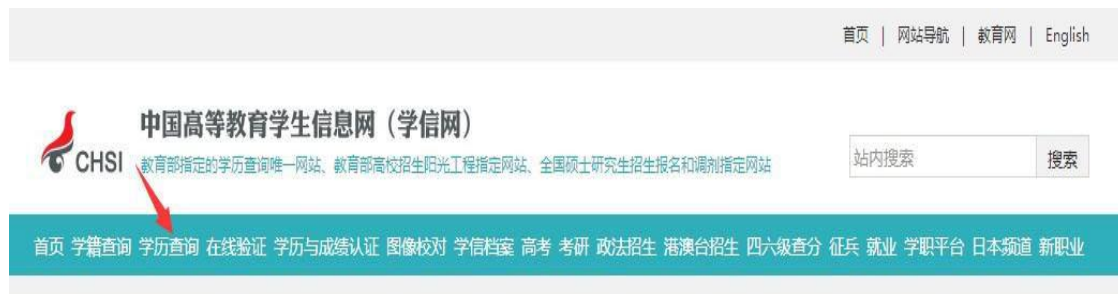 首页 | 网站导航 | 教育网 | English
中国高等教育学生信息网（学信网）
CHSI
教育部指定的学历查询唯一网站、教育部高校招生阳光工程指定网站、全国硕士研究生招生报名和调剂指定网站
站内搜索 搜索
首页 学籍查询 学历查询 在线验证 学历与成绩认证 图像校对 学信档案 高考 考研 政法招生 港澳台招生 四六级查分 征兵 就业 学职平台 日本频道 新职业